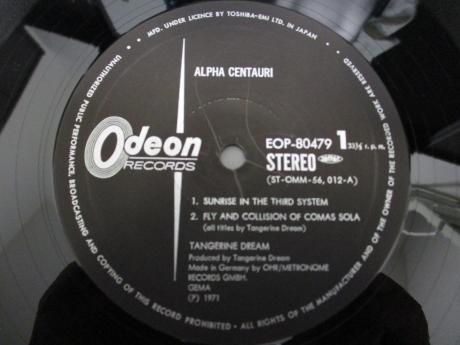 MFD. UNDER LICENCE BY TOSHIBA-EMI LTD. IN JAPAN •
UNAUTHORIZED PUBLIC PERFORMANCE, BROADCASTING AND COPYING OF THIS RECORD PROHIBITED • ALL RIGHTS OF THE MANUFACTURER AND OF THE OWNER OF THE RECORDED WORK ARE RESERVED
ALPHA CENTAURI
Odeon
RECORDS
EOP-80479 1 33⅓ r.p.m.
STEREO
(ST-OMM-56, 012-A)
1. SUNRISE IN THE THIRD SYSTEM
2. FLY AND COLLISION OF COMAS SOLA
(all titles by Tangerine Dream)
TANGERINE DREAM
Produced by Tangerine Dream
Made in Germany by OHR/METRONOME
RECORDS GMBH.
GEMA
(P) 1971